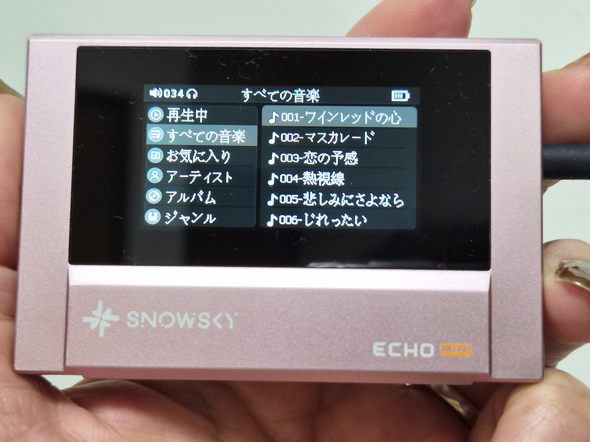 034 すべての音楽
再生中
すべての音楽
お気に入り
アーティスト
アルバム
ジャンル
001-ワインレッドの心
002-マスカレード
003-恋の予感
004-熱視線
005-悲しみにさよなら
006-じれったい
SNOWSKY
ECHO MINI